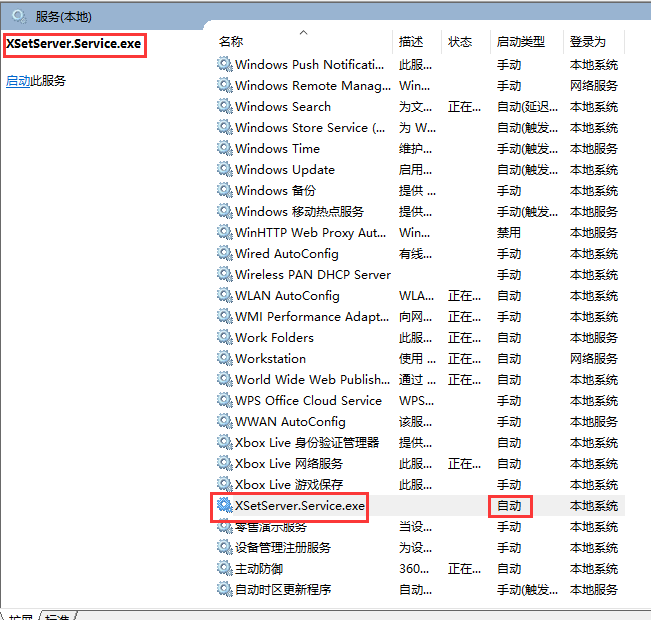 服务(本地)
XSetServer.Service.exe
启动此服务
名称 描述 状态 启动类型 登录为
Windows Push Notificati... 此服... 手动 本地系统
Windows Remote Manag... Win... 手动 网络服务
Windows Search 为文... 正在... 自动(延迟... 本地系统
Windows Store Service (... 为 W... 自动(触发... 本地系统
Windows Time 维护... 手动(触发... 本地服务
Windows Update 启用... 自动(触发... 本地系统
Windows 备份 提供 ... 手动 本地系统
Windows 移动热点服务 提供... 手动(触发... 本地服务
WinHTTP Web Proxy Aut... Win... 禁用 本地服务
Wired AutoConfig 有线... 手动 本地系统
Wireless PAN DHCP Server 手动 本地系统
WLAN AutoConfig WLA... 正在... 自动 本地系统
WMI Performance Adapt... 向网... 正在... 手动 本地系统
Work Folders 此服... 正在... 自动 本地服务
Workstation 使用 ... 正在... 自动 网络服务
World Wide Web Publish... 通过 ... 正在... 自动 本地系统
WPS Office Cloud Service WPS... 手动 本地系统
WWAN AutoConfig 该服... 手动 本地服务
Xbox Live 身份验证管理器 提供... 自动 本地系统
Xbox Live 网络服务 此服... 正在... 自动 本地系统
Xbox Live 游戏保存 此服... 手动 本地系统
XSetServer.Service.exe 自动 本地系统
零售演示服务 当设... 手动 本地系统
设备管理注册服务 为设... 手动 本地系统
主动防御 360... 正在... 自动 本地系统
自动时区更新程序 自动... 手动(触发... 本地服务
扩展 标准